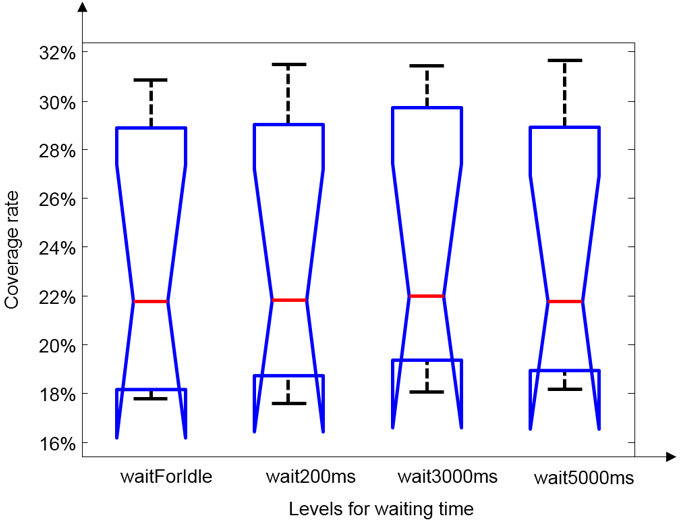 32%
30%
28%
26%
24%
22%
20%
18%
16%
Coverage rate
waitForIdle
wait200ms
wait3000ms
wait5000ms
Levels for waiting time